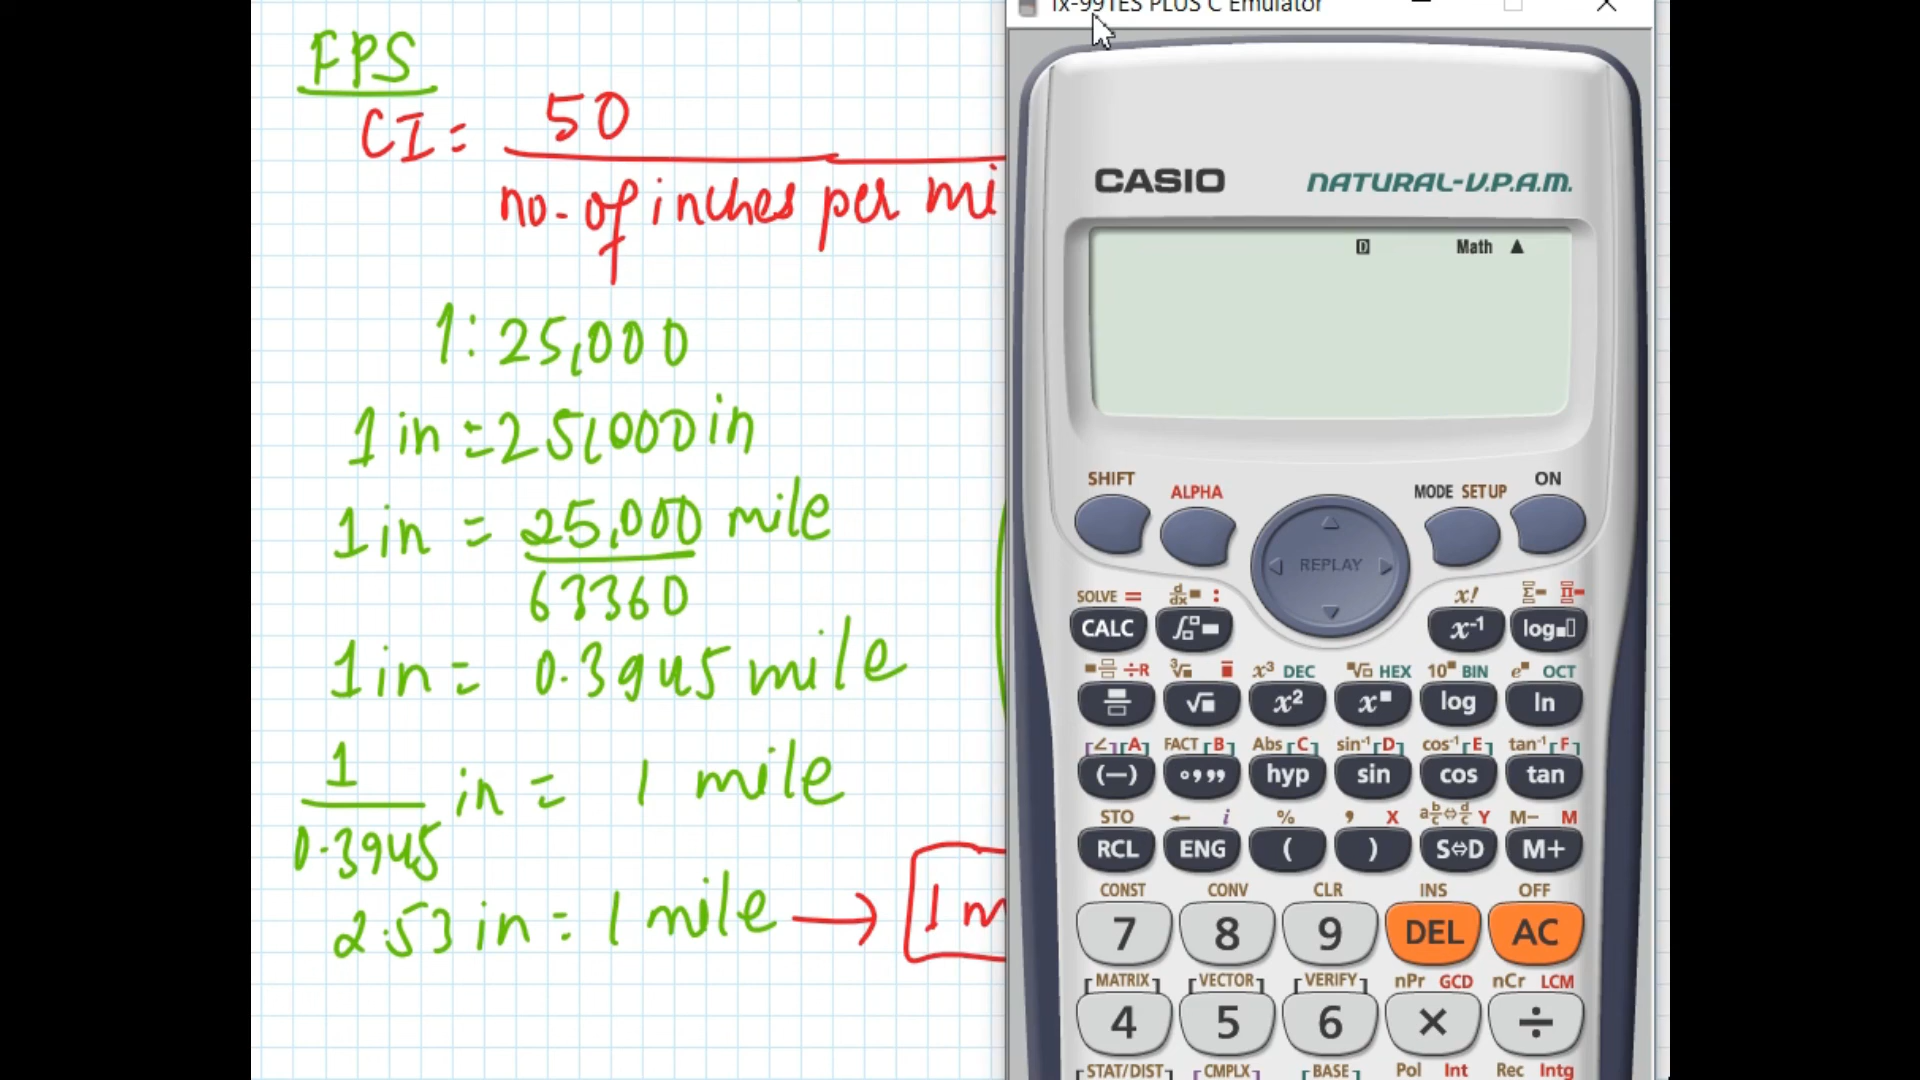 FPS
CI = 50
no. of inches per mi
1: 25,000
1 in = 25,000 in
1 in = 25,000 mile
63360
1 in = 0.3945 mile
1 in = 1 mile
0.3945
2.53 in = 1 mile → 1 m
fx-991ES PLUS C Emulator
CASIO NATURAL-V.P.A.M.
D Math ▲
SHIFT ALPHA MODE SETUP ON
REPLAY
SOLVE = d/dx : x! Σ Π
CALC ∫ x⁻¹ log
÷R ³√ x³ DEC √ HEX 10 BIN e OCT
√ x² x log ln
∠ A FACT B Abs C sin⁻¹ D cos⁻¹ E tan⁻¹ F
(−) °,,, hyp sin cos tan
STO ← i % , X a b/c⇔d/c Y M− M
RCL ENG ( ) S⇔D M+
CONST CONV CLR INS OFF
7 8 9 DEL AC
MATRIX VECTOR VERIFY nPr GCD nCr LCM
4 5 6 × ÷
STAT/DIST CMPLX BASE Pol Int Rec Intg